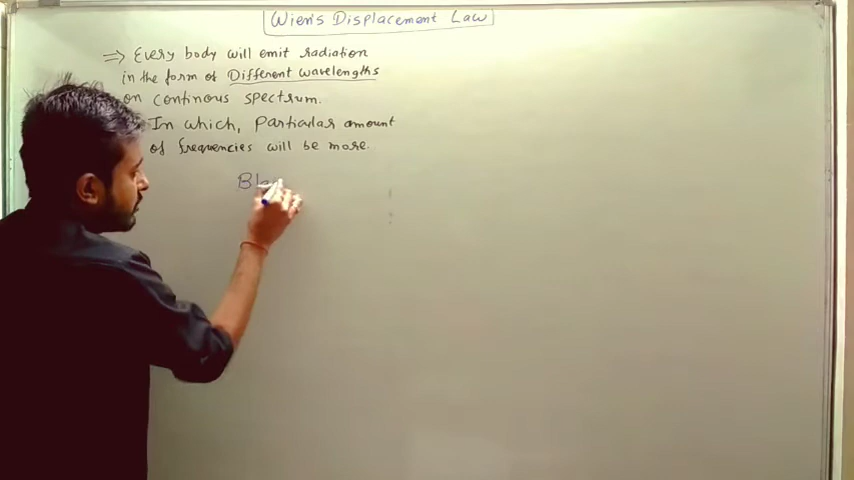 Wien's Displacement Law
⇒ Every body will emit radiation
in the form of Different wavelengths
on continous spectrum.
In which, Particular amount
of frequencies will be more.
Bla